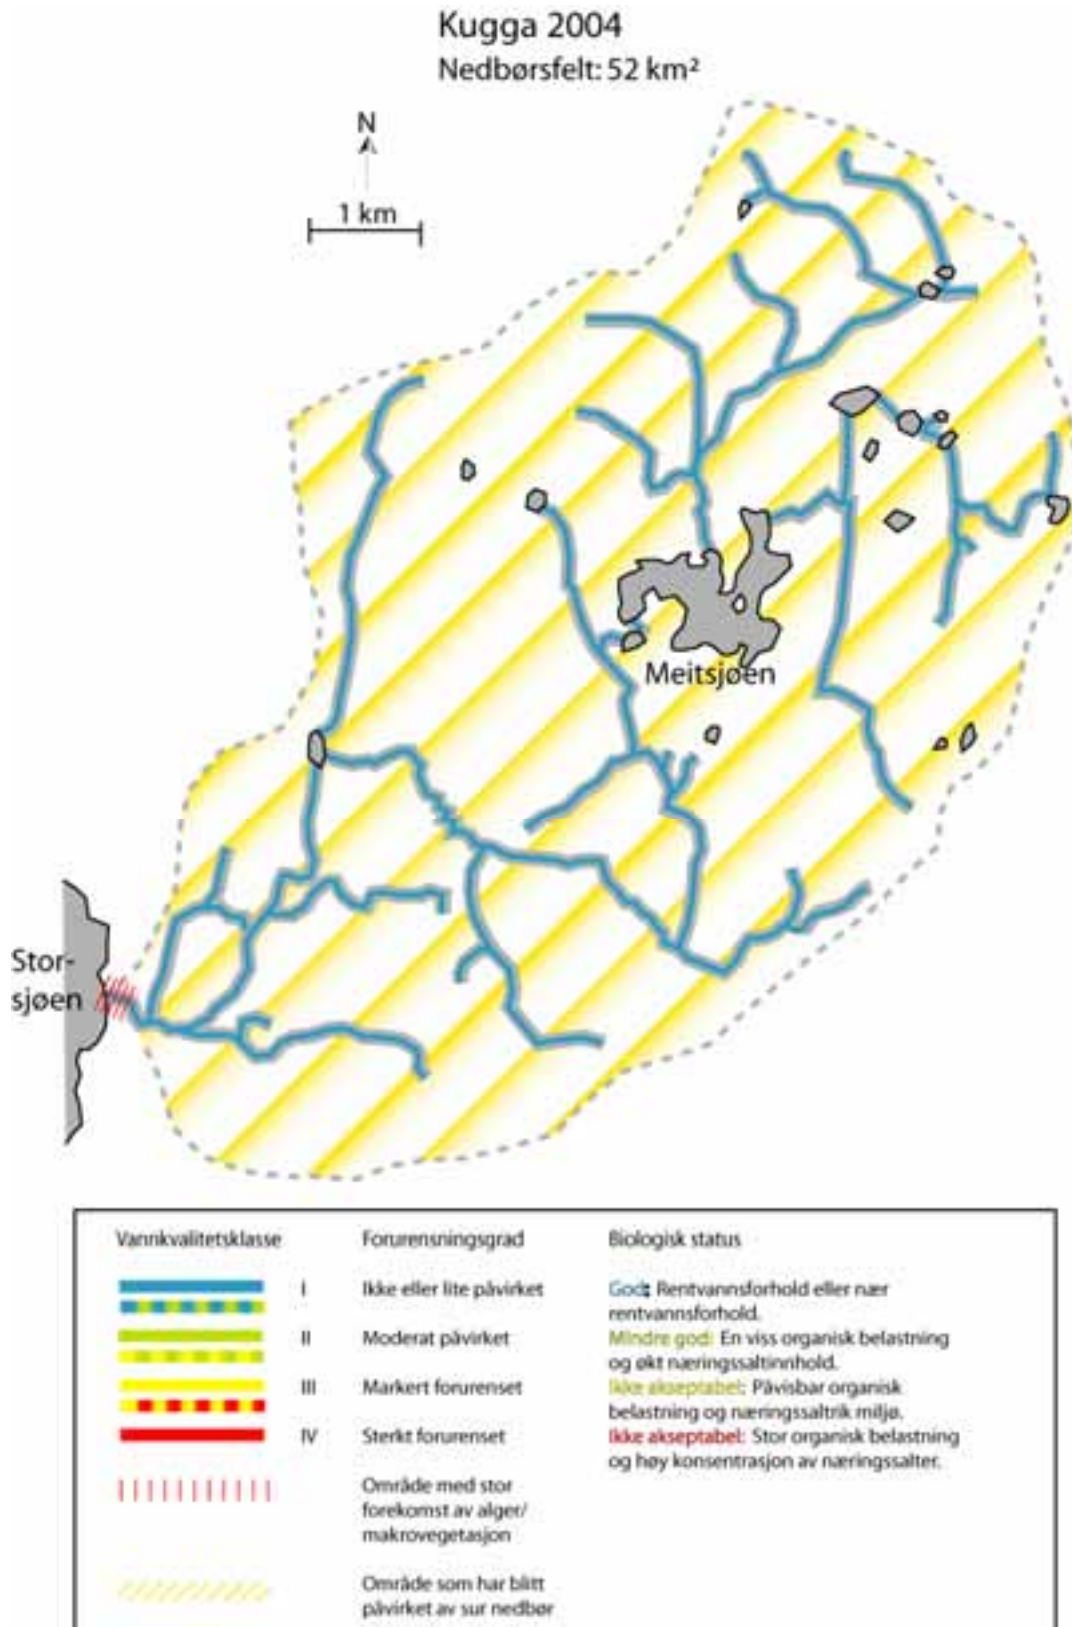 Kugga 2004
Nedbørsfelt: 52 km²
N
1 km
Meitsjøen
Stor-
sjøen
Vannkvalitetsklasse Forurensningsgrad Biologisk status
I Ikke eller lite påvirket God: Rentvannsforhold eller nær
rentvannsforhold.
II Moderat påvirket Mindre god: En viss organisk belastning
og økt næringssaltinnhold.
Ikke akseptabel: Påvisbar organisk
III Markert forurenset belastning og næringssaltrik miljø.
IV Sterkt forurenset Ikke akseptabel: Stor organisk belastning
og høy konsentrasjon av næringssalter.
Område med stor
forekomst av alger/
makrovegetasjon
Område som har blitt
påvirket av sur nedbør